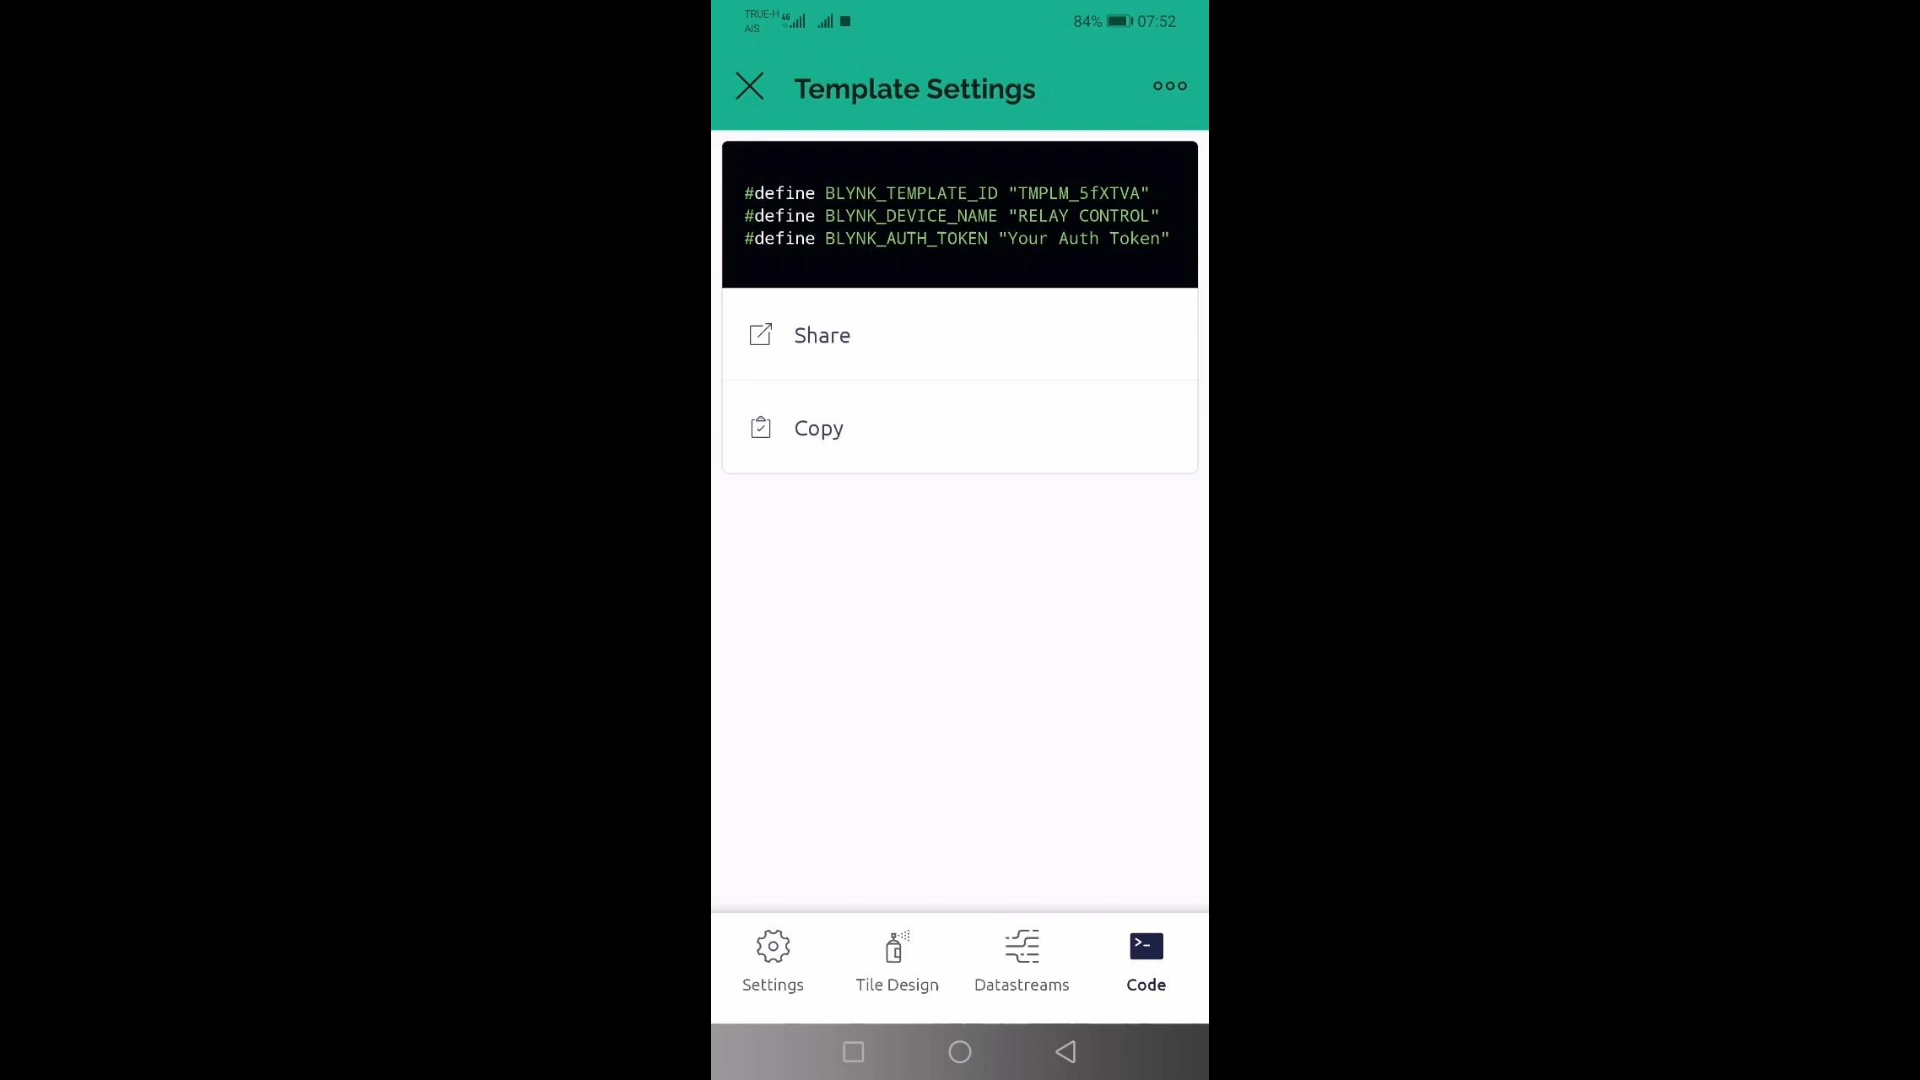 TRUE-H
AIS
84% 07:52
Template Settings
#define BLYNK_TEMPLATE_ID "TMPLM_5fXTVA"
#define BLYNK_DEVICE_NAME "RELAY CONTROL"
#define BLYNK_AUTH_TOKEN "Your Auth Token"
Share
Copy
Settings Tile Design Datastreams Code